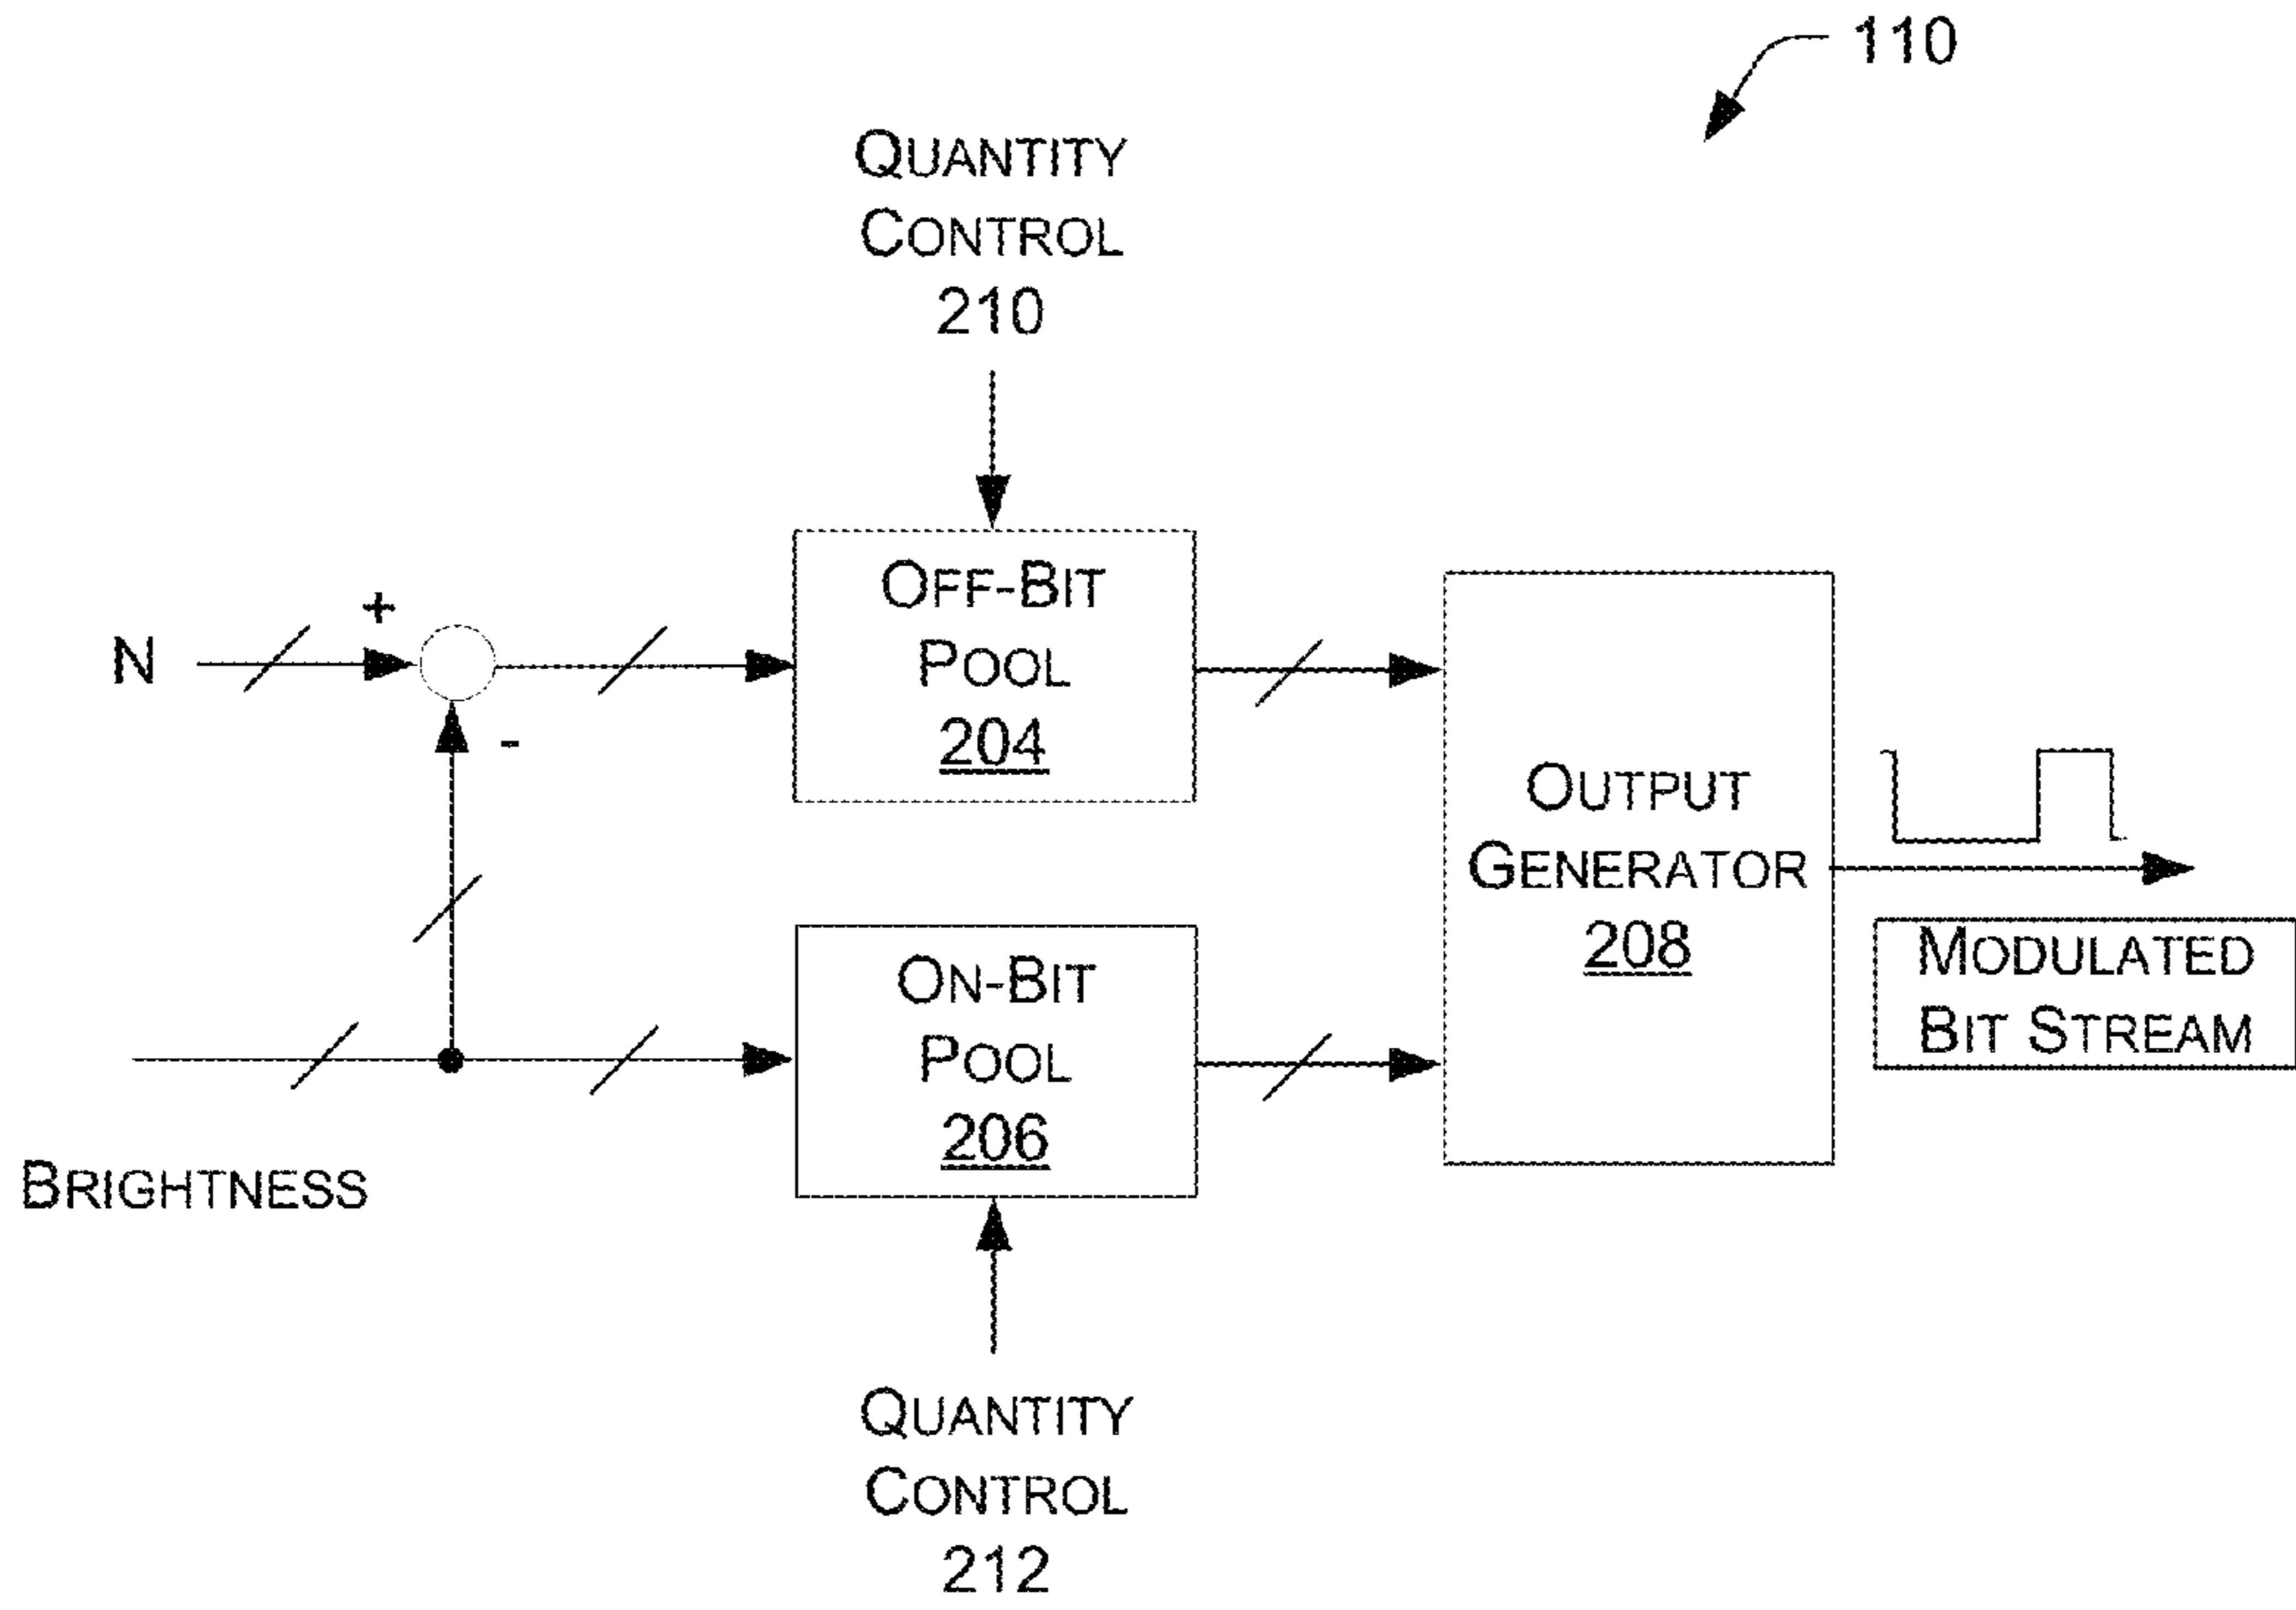 110
QUANTITY
CONTROL
210
OFF-BIT
POOL
204
N
+
-
OUTPUT
GENERATOR
208
MODULATED
BIT STREAM
ON-BIT
POOL
206
BRIGHTNESS
QUANTITY
CONTROL
212